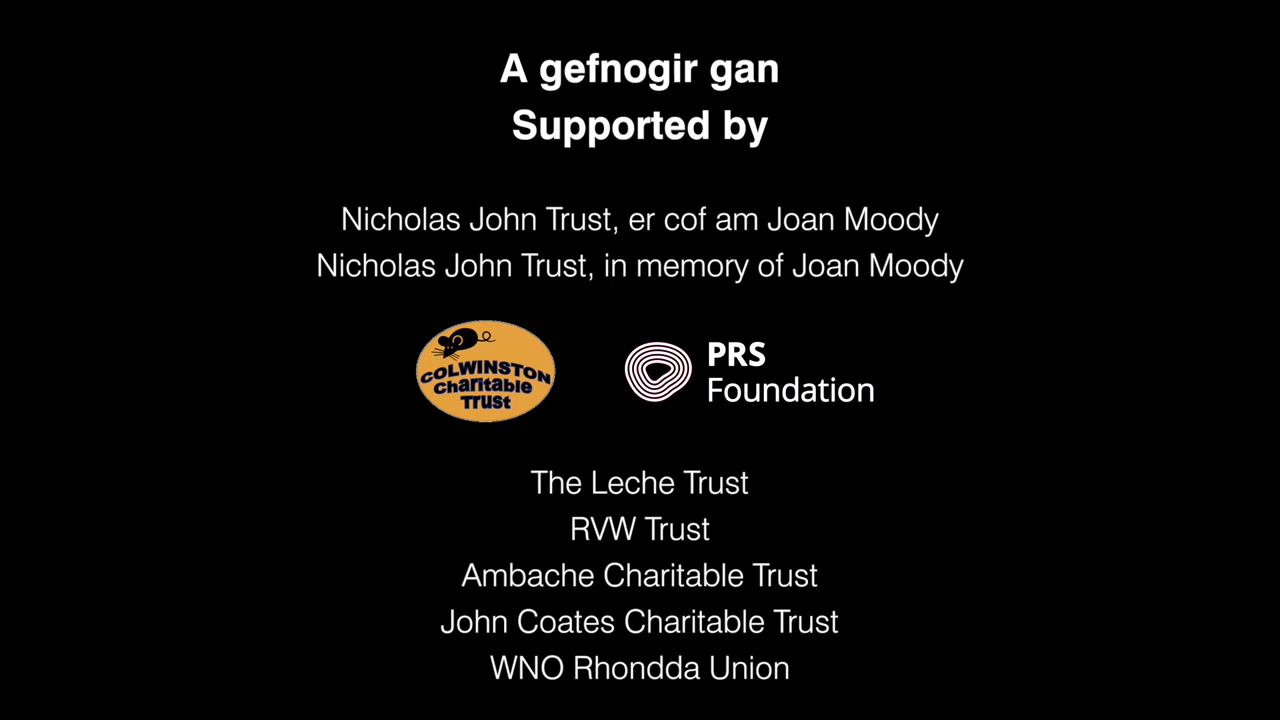 A gefnogir gan
Supported by
Nicholas John Trust, er cof am Joan Moody
Nicholas John Trust, in memory of Joan Moody
COLWINSTON
Charitable
Trust
PRS
Foundation
The Leche Trust
RVW Trust
Ambache Charitable Trust
John Coates Charitable Trust
WNO Rhondda Union